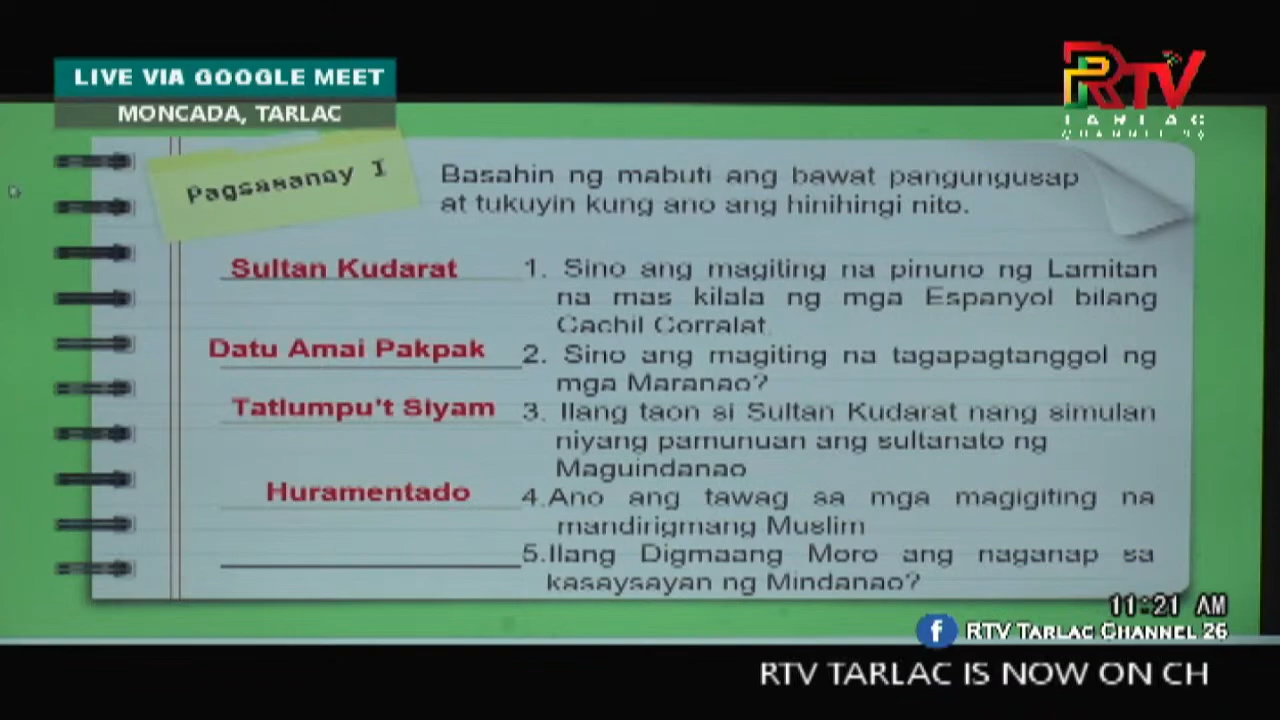 LIVE VIA GOOGLE MEET
MONCADA, TARLAC
RTV
TARLAC
CHANNEL 26
Pagsasanay I
Basahin ng mabuti ang bawat pangungusap
at tukuyin kung ano ang hinihingi nito.
Sultan Kudarat 1. Sino ang magiting na pinuno ng Lamitan
na mas kilala ng mga Espanyol bilang
Cachil Corralat.
Datu Amai Pakpak 2. Sino ang magiting na tagapagtanggol ng
mga Maranao?
Tatlumpu't Siyam 3. Ilang taon si Sultan Kudarat nang simulan
niyang pamunuan ang sultanato ng
Maguindanao
Huramentado 4.Ano ang tawag sa mga magigiting na
mandirigmang Muslim
5.Ilang Digmaang Moro ang naganap sa
kasaysayan ng Mindanao?
11:21 AM
f RTV TARLAC CHANNEL 26
RTV TARLAC IS NOW ON CH